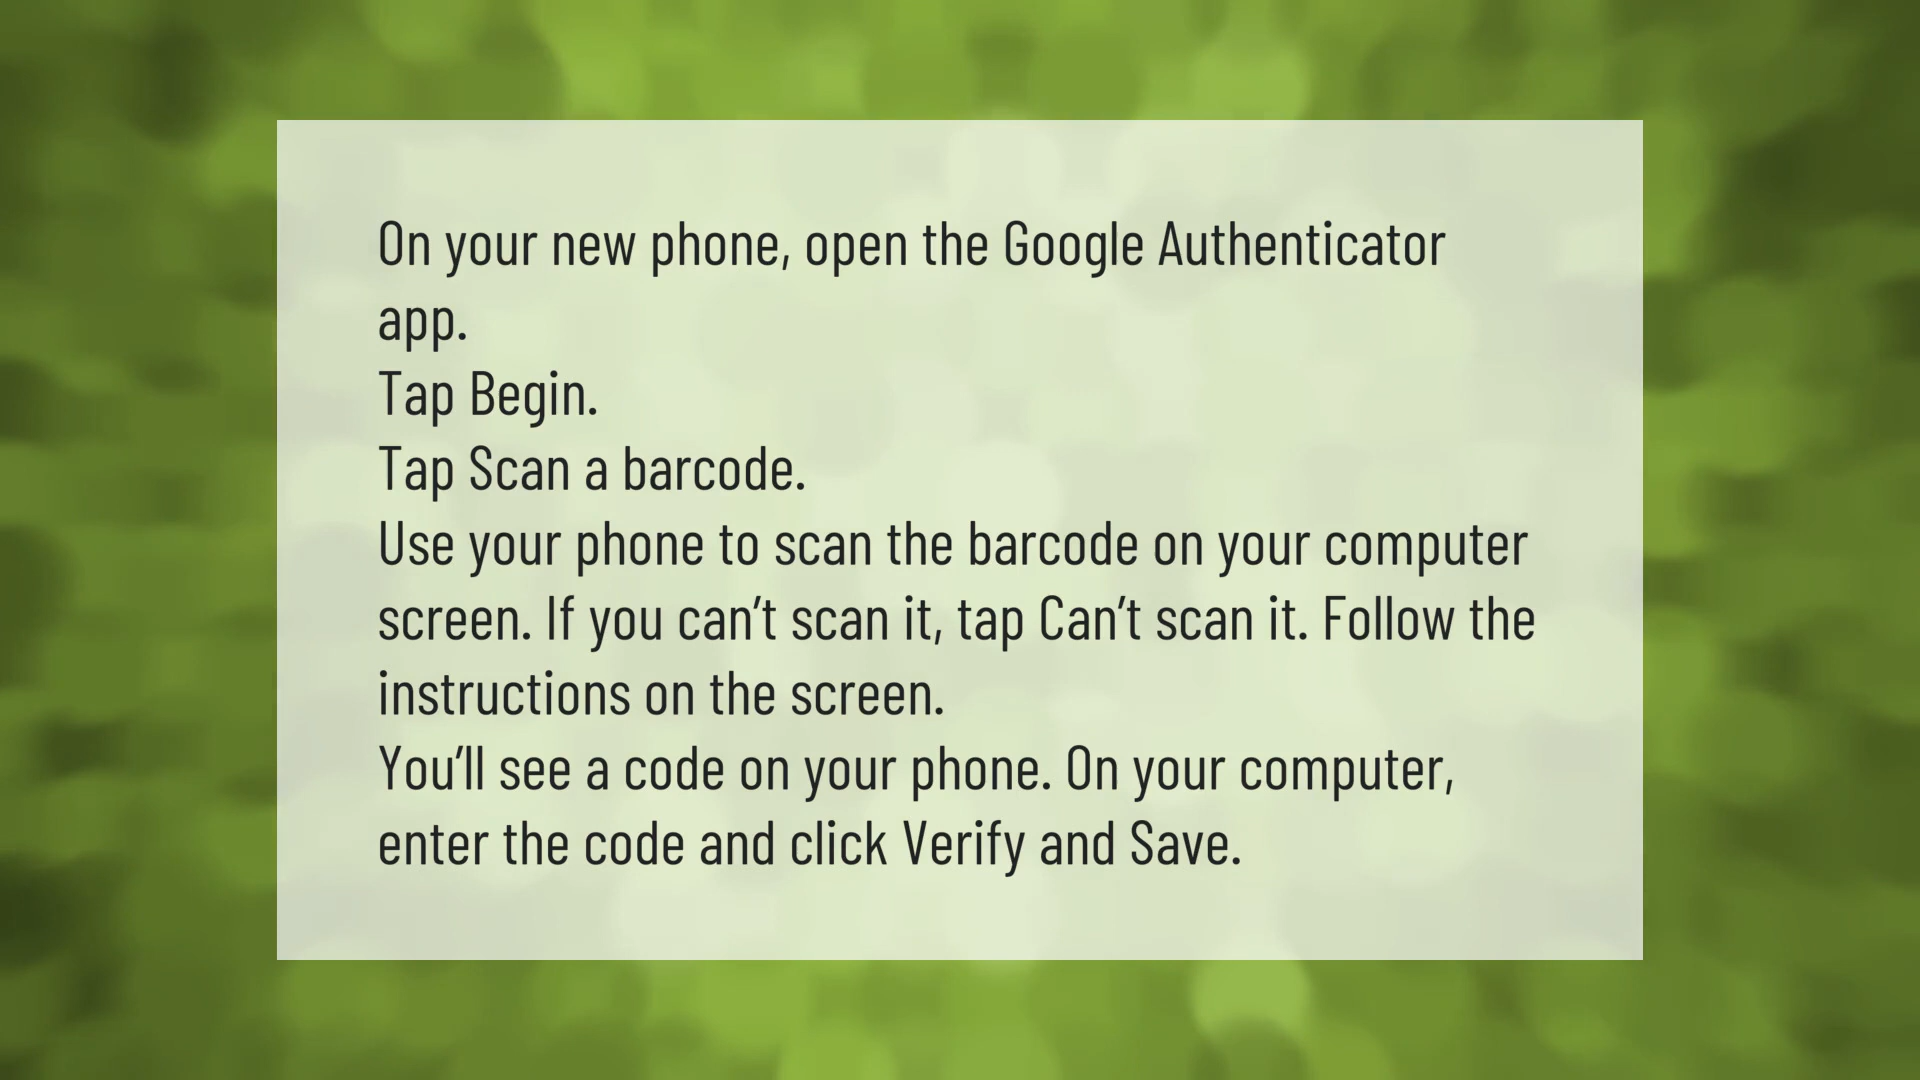 On your new phone, open the Google Authenticator
app.
Tap Begin.
Tap Scan a barcode.
Use your phone to scan the barcode on your computer
screen. If you can’t scan it, tap Can’t scan it. Follow the
instructions on the screen.
You’ll see a code on your phone. On your computer,
enter the code and click Verify and Save.